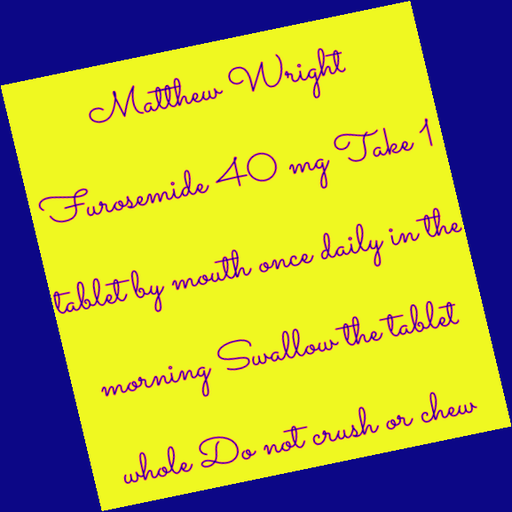 Matthew Wright
Furosemide 40 mg Take 1
tablet by mouth once daily in the
morning Swallow the tablet
whole Do not crush or chew